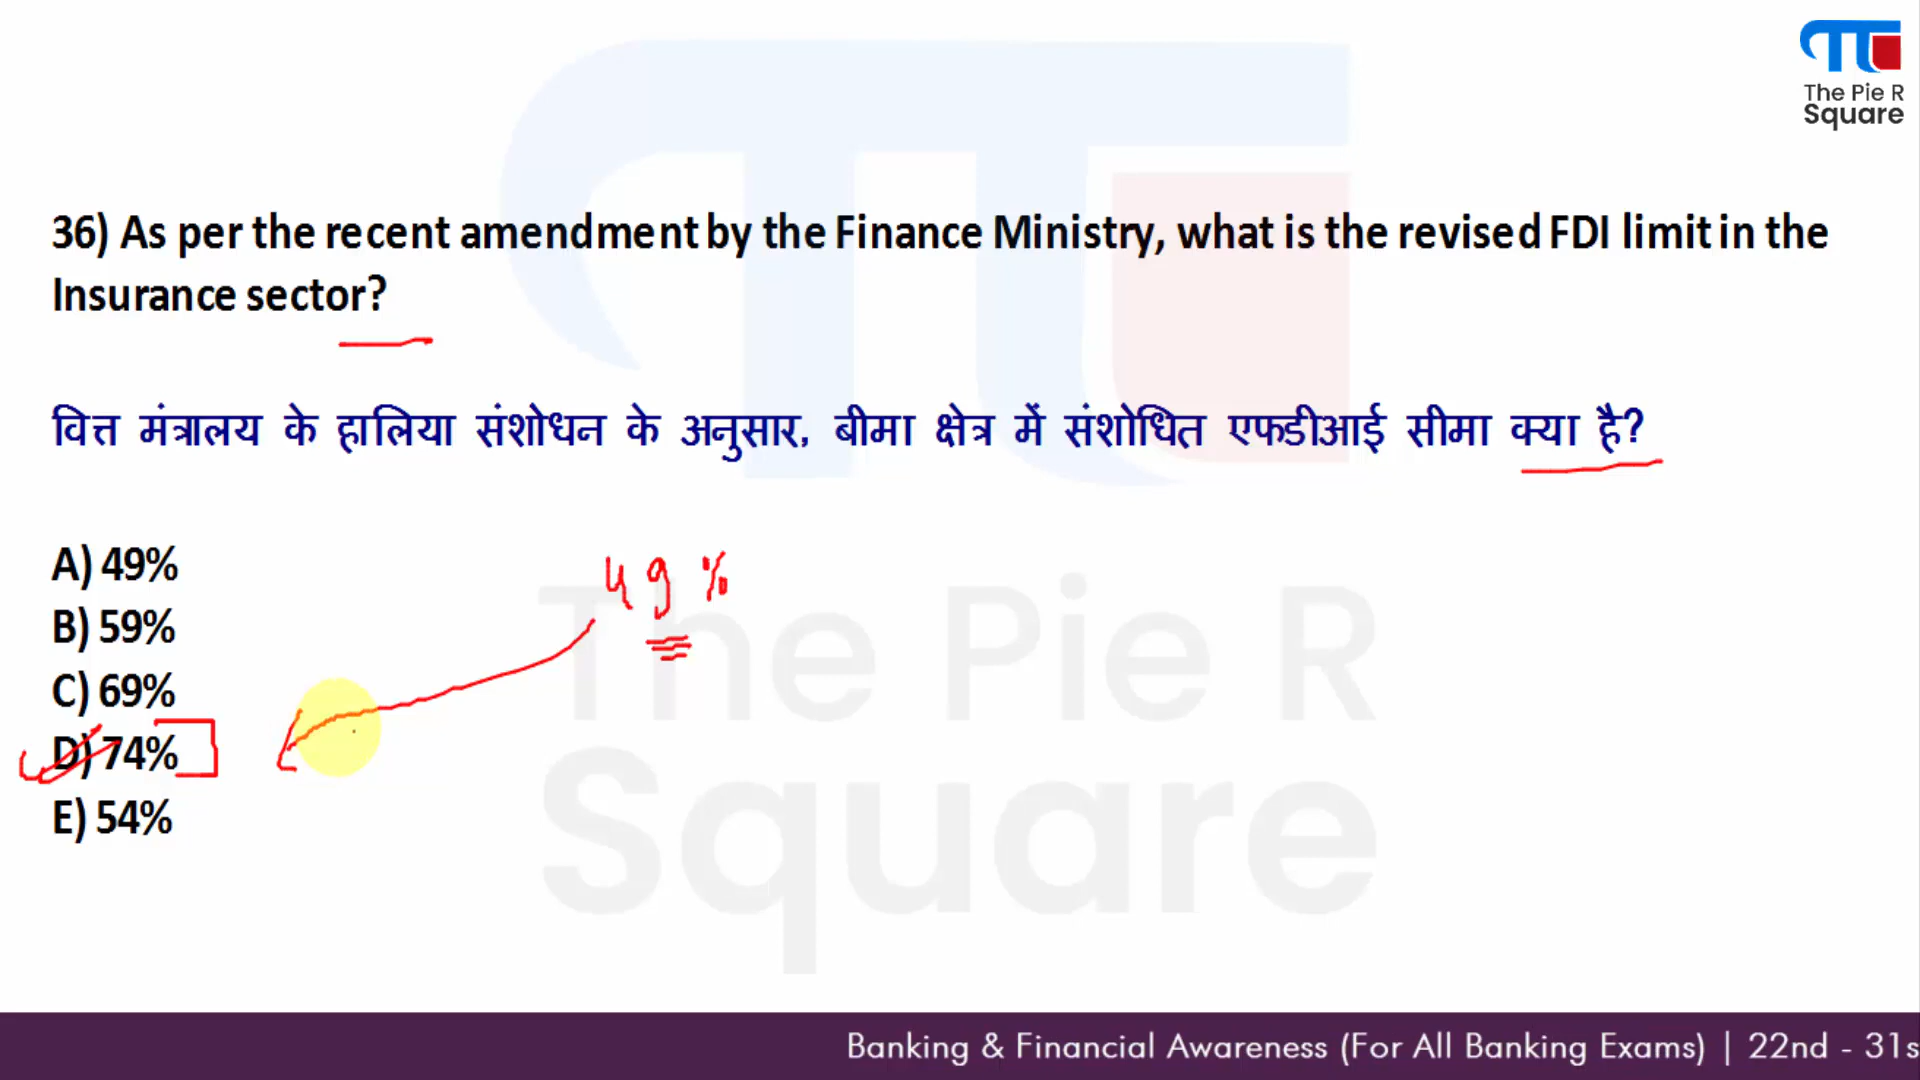 The Pie R
Square
36) As per the recent amendment by the Finance Ministry, what is the revised FDI limit in the
Insurance sector?
वित्त मंत्रालय के हालिया संशोधन के अनुसार, बीमा क्षेत्र में संशोधित एफडीआई सीमा क्या है?
A) 49%
49 %
B) 59%
C) 69%
D) 74%
E) 54%
The Pie R
Square
Banking & Financial Awareness (For All Banking Exams) | 22nd - 31s